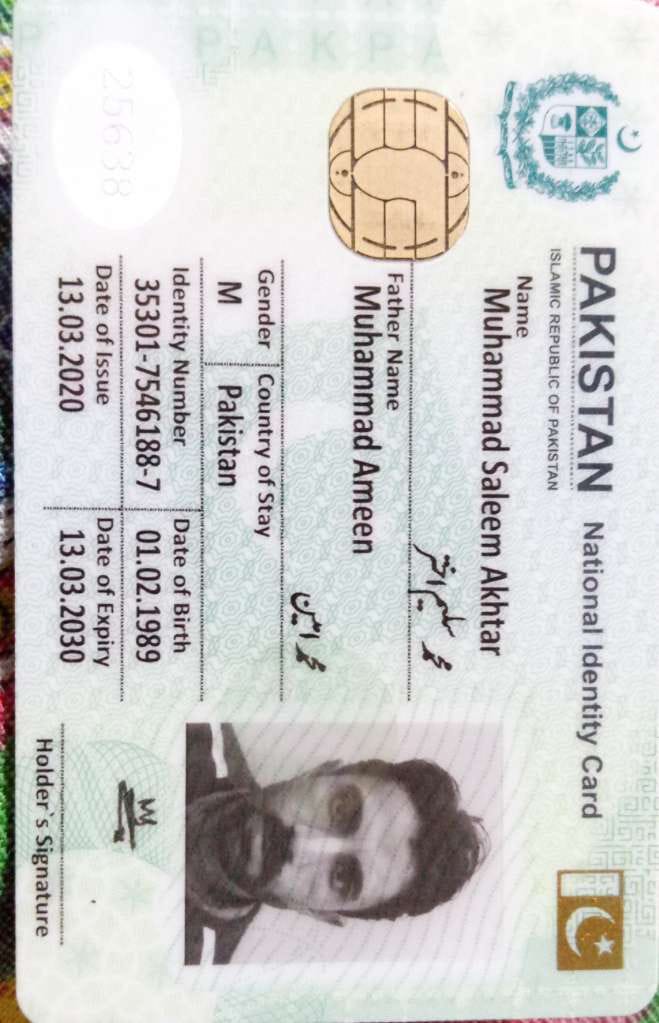 PAKPA
PAKISTAN National Identity Card
ISLAMIC REPUBLIC OF PAKISTAN
Name
Muhammad Saleem Akhtar
محمد سلیم اختر
Father Name
Muhammad Ameen
محمد امین
Gender Country of Stay
M Pakistan
Identity Number Date of Birth
35301-7546188-7 01.02.1989
Date of Issue Date of Expiry
13.03.2020 13.03.2030
Holder`s Signature
25638